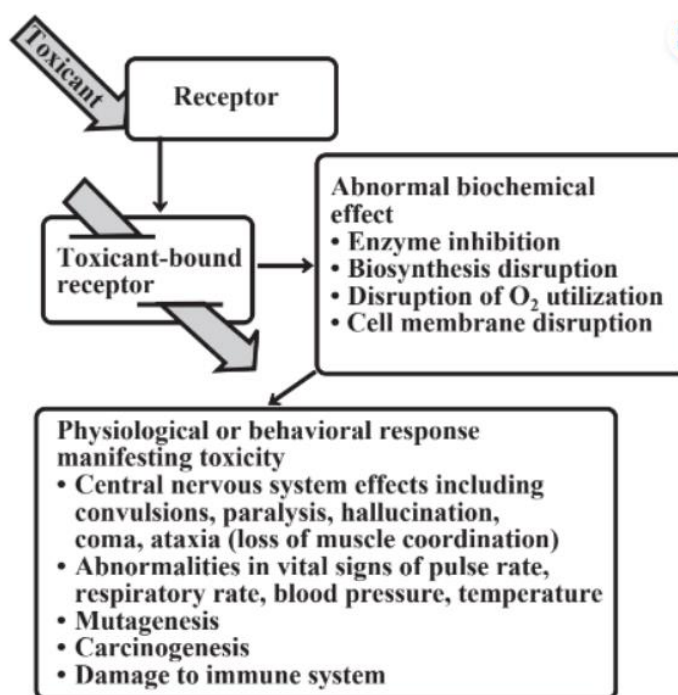 Toxicant
Receptor
Toxicant-bound
receptor
Abnormal biochemical
effect
• Enzyme inhibition
• Biosynthesis disruption
• Disruption of O₂ utilization
• Cell membrane disruption
Physiological or behavioral response
manifesting toxicity
• Central nervous system effects including
convulsions, paralysis, hallucination,
coma, ataxia (loss of muscle coordination)
• Abnormalities in vital signs of pulse rate,
respiratory rate, blood pressure, temperature
• Mutagenesis
• Carcinogenesis
• Damage to immune system